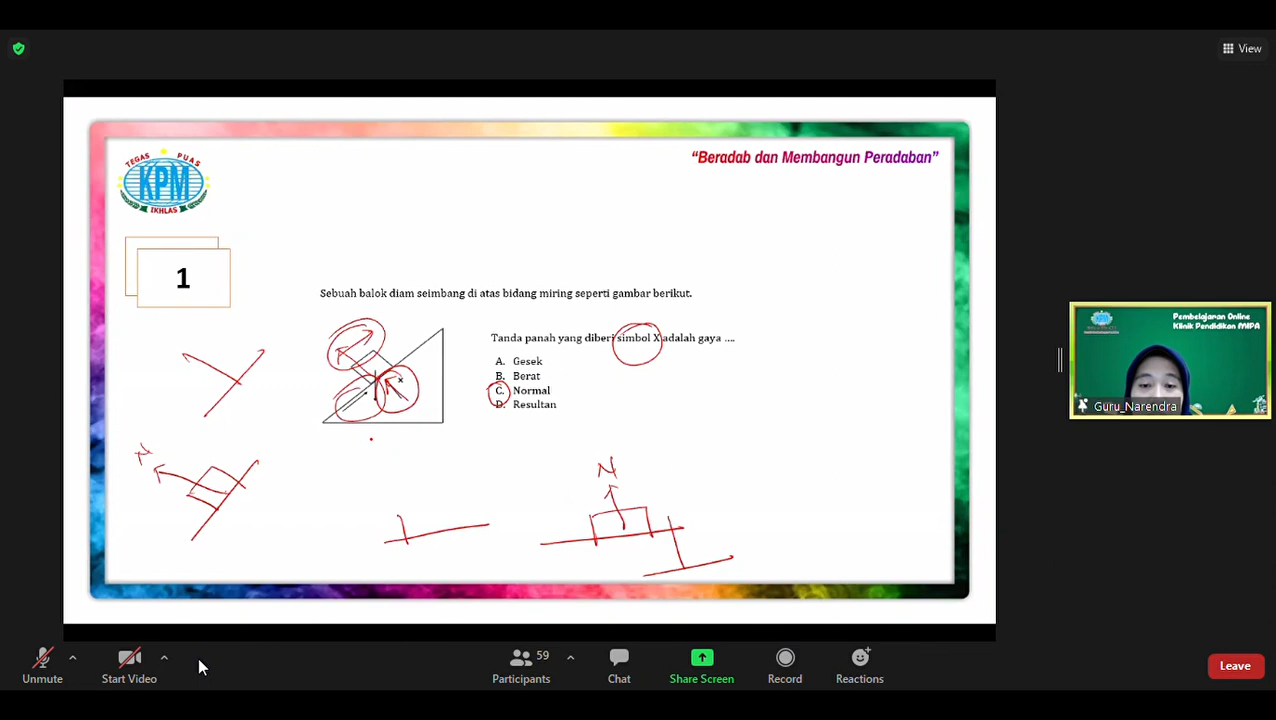 View
"Beradab dan Membangun Peradaban"
TEGAS PUAS
KPM
IKHLAS
1
Sebuah balok diam seimbang di atas bidang miring seperti gambar berikut.
Tanda panah yang diberi simbol X adalah gaya ....
x
A. Gesek
B. Berat
C. Normal
D. Resultan
N
N
Pembelajaran Online
Klinik Pendidikan MIPA
Guru_Narendra
Unmute
Start Video
59
Participants
Chat
Share Screen
Record
Reactions
Leave